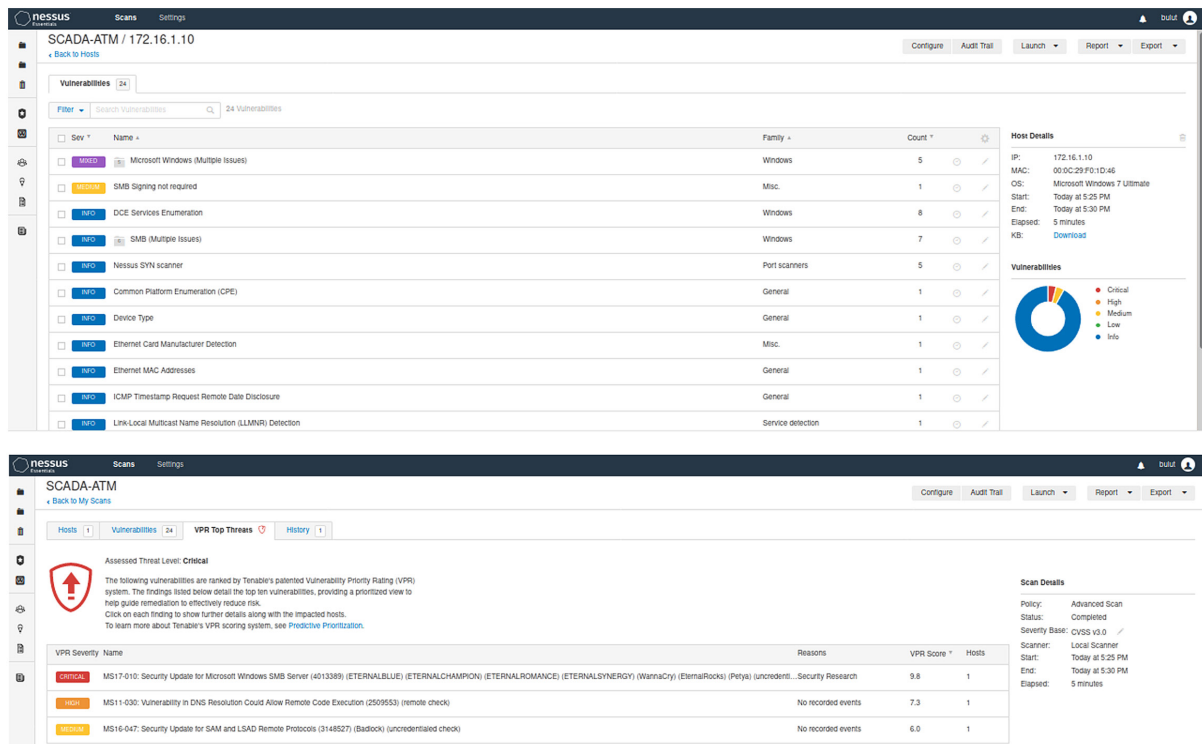 nessus Essentials Scans Settings bulut
SCADA-ATM / 172.16.1.10
Back to Hosts
Configure Audit Trail Launch Report Export
Vulnerabilities 24
Filter Search Vulnerabilities 24 Vulnerabilities
Sev Name Family Count
MIXED Microsoft Windows (Multiple Issues) Windows 5
MEDIUM SMB Signing not required Misc. 1
INFO DCE Services Enumeration Windows 8
INFO SMB (Multiple Issues) Windows 7
INFO Nessus SYN scanner Port scanners 5
INFO Common Platform Enumeration (CPE) General 1
INFO Device Type General 1
INFO Ethernet Card Manufacturer Detection Misc. 1
INFO Ethernet MAC Addresses General 1
INFO ICMP Timestamp Request Remote Date Disclosure General 1
INFO Link-Local Multicast Name Resolution (LLMNR) Detection Service detection 1
Host Details
IP: 172.16.1.10
MAC: 00:0C:29:F0:1D:46
OS: Microsoft Windows 7 Ultimate
Start: Today at 5:25 PM
End: Today at 5:30 PM
Elapsed: 5 minutes
KB: Download
Vulnerabilities
Critical
High
Medium
Low
Info
nessus Essentials Scans Settings bulut
SCADA-ATM
Back to My Scans
Configure Audit Trail Launch Report Export
Hosts 1 Vulnerabilities 24 VPR Top Threats History 1
Assessed Threat Level: Critical
The following vulnerabilities are ranked by Tenable's patented Vulnerability Priority Rating (VPR)
system. The findings listed below detail the top ten vulnerabilities, providing a prioritized view to
help guide remediation to effectively reduce risk.
Click on each finding to show further details along with the impacted hosts.
To learn more about Tenable's VPR scoring system, see Predictive Prioritization.
VPR Severity Name Reasons VPR Score Hosts
CRITICAL MS17-010: Security Update for Microsoft Windows SMB Server (4013389) (ETERNALBLUE) (ETERNALCHAMPION) (ETERNALROMANCE) (ETERNALSYNERGY) (WannaCry) (EternalRocks) (Petya) (uncredenti... Security Research 9.8 1
HIGH MS11-030: Vulnerability in DNS Resolution Could Allow Remote Code Execution (2509553) (remote check) No recorded events 7.3 1
MEDIUM MS16-047: Security Update for SAM and LSAD Remote Protocols (3148527) (Badlock) (uncredentialed check) No recorded events 6.0 1
Scan Details
Policy: Advanced Scan
Status: Completed
Severity Base: CVSS v3.0
Scanner: Local Scanner
Start: Today at 5:25 PM
End: Today at 5:30 PM
Elapsed: 5 minutes